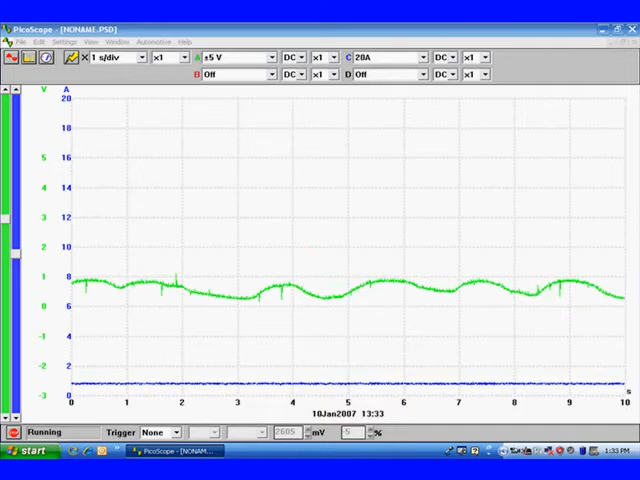 PicoScope - [NONAME.PSD]
File Edit Settings View Window Automotive Help
X 1 s/div x1 A ±5 V DC x1 C 20A DC x1
B Off DC x1 D Off DC x1
V A
20
18
5 16
4 14
3 12
2 10
1 8
0 6
-1 4
-2 2
-3 0
0 1 2 3 4 5 6 7 8 9 10 s
10Jan2007 13:33
Running Trigger None 2605 mV -5 %
start PicoScope - [NONAM... 1:33 PM